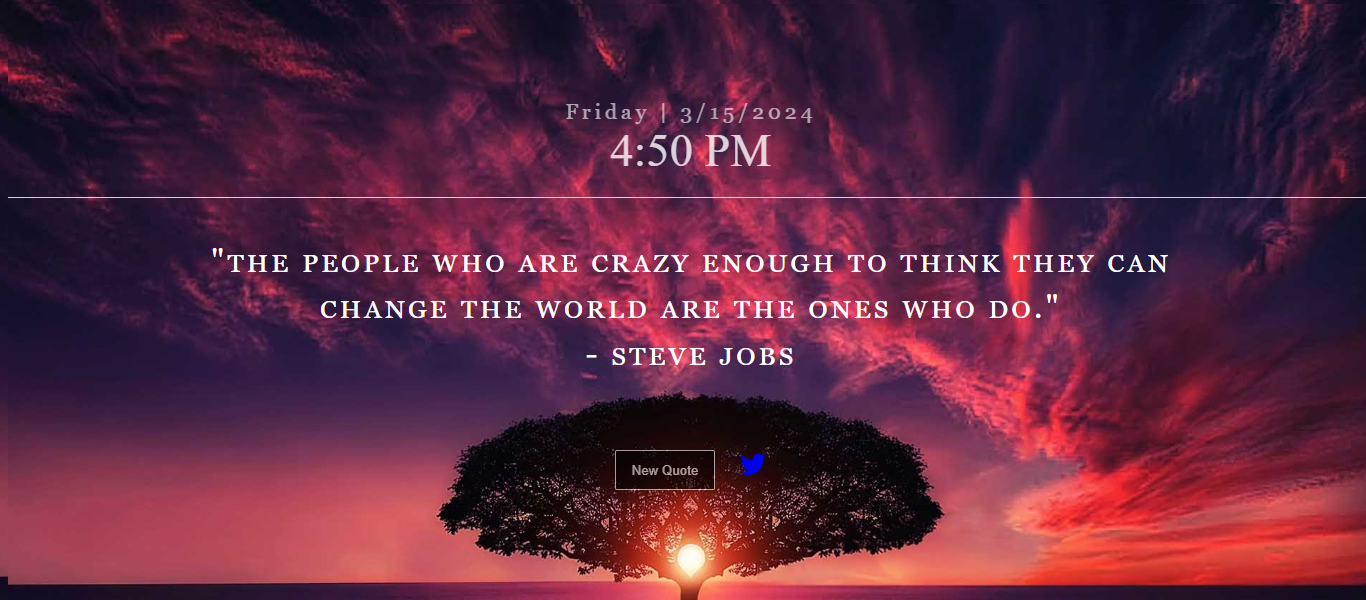 Friday | 3/15/2024
4:50 PM
"THE PEOPLE WHO ARE CRAZY ENOUGH TO THINK THEY CAN
CHANGE THE WORLD ARE THE ONES WHO DO."
- STEVE JOBS
New Quote